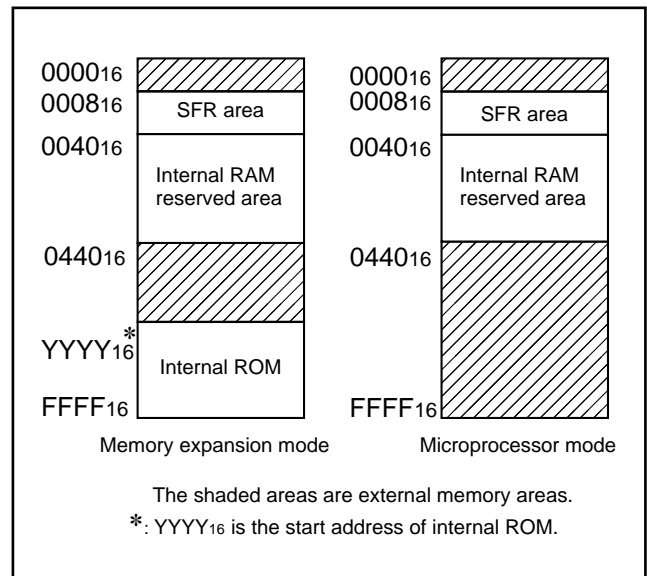 0000₁₆
0008₁₆
SFR area
0040₁₆
Internal RAM
reserved area
0440₁₆
YYYY₁₆*
Internal ROM
FFFF₁₆
Memory expansion mode
0000₁₆
0008₁₆
SFR area
0040₁₆
Internal RAM
reserved area
0440₁₆
FFFF₁₆
Microprocessor mode
The shaded areas are external memory areas.
*: YYYY₁₆ is the start address of internal ROM.